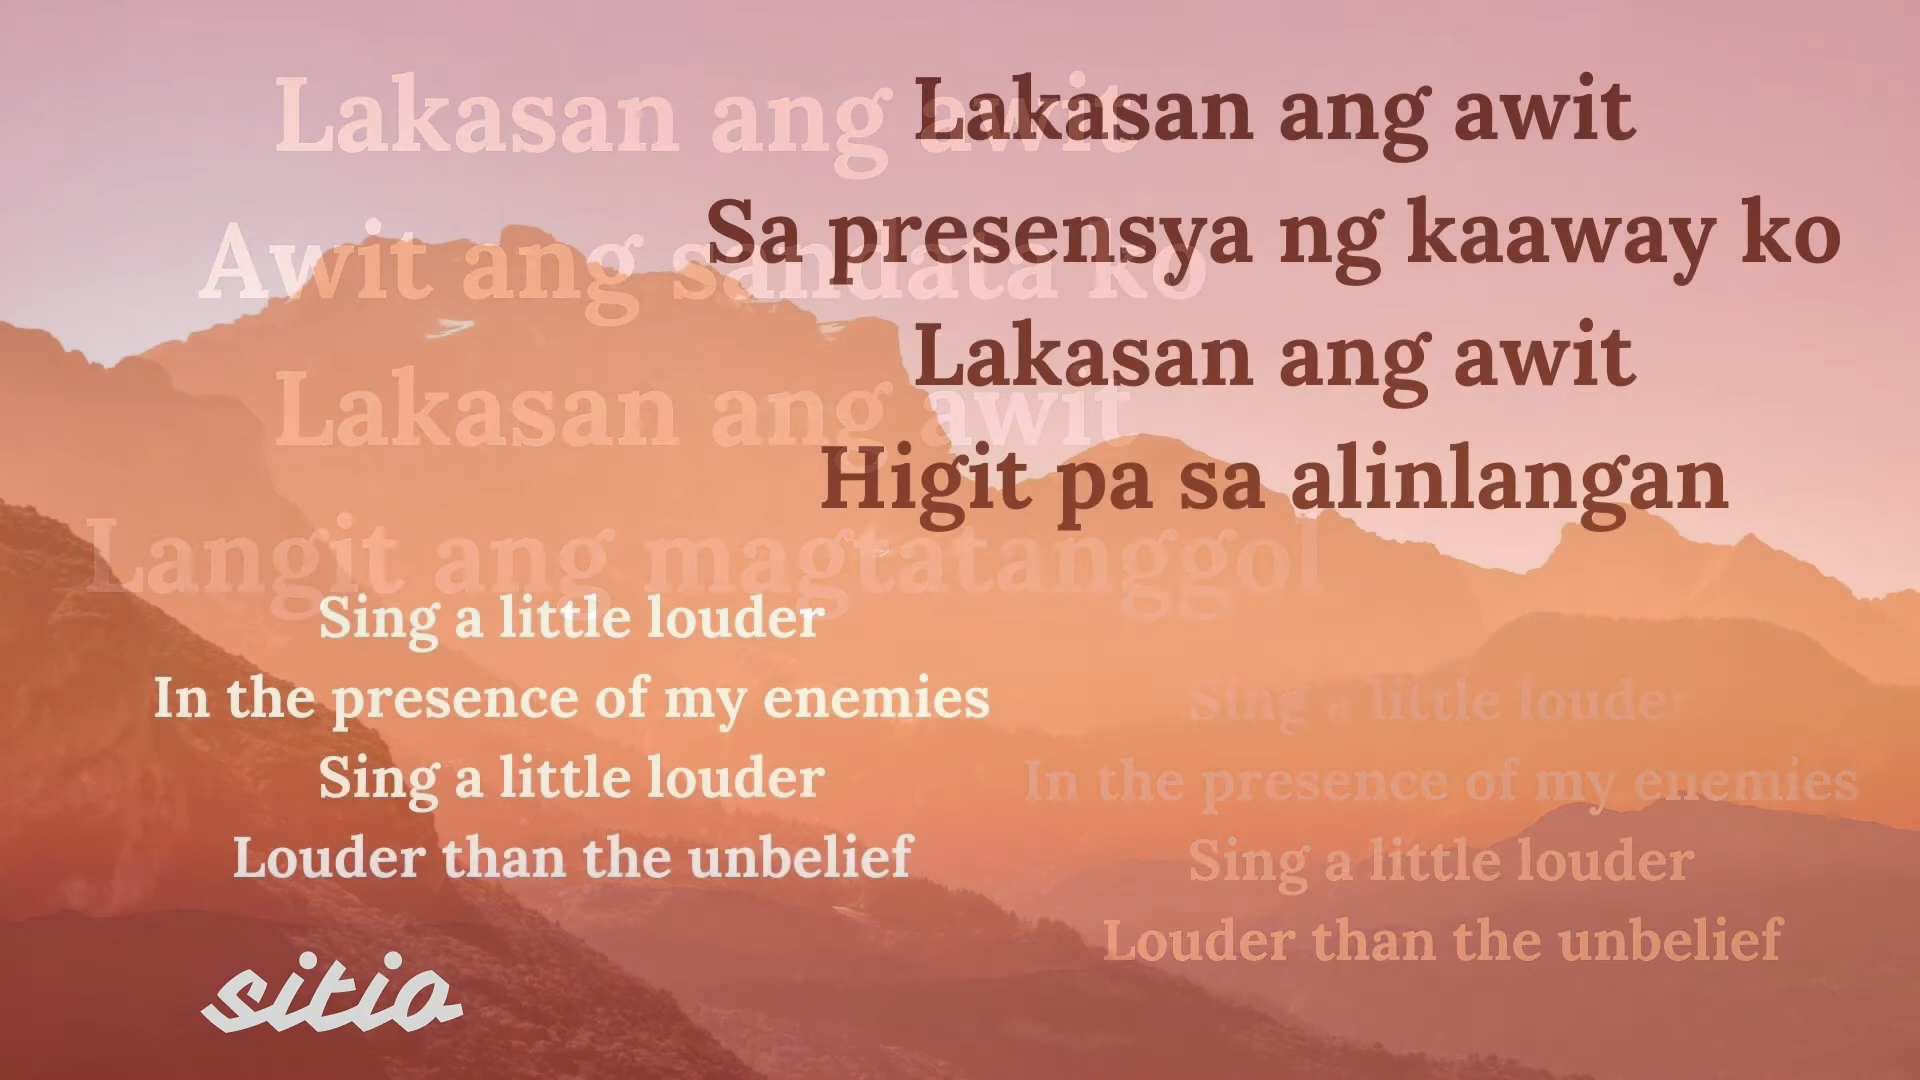 Lakasan ang awit
Awit ang sandata ko
Lakasan ang awit
Langit ang magtatanggol
Lakasan ang awit
Sa presensya ng kaaway ko
Lakasan ang awit
Higit pa sa alinlangan
Sing a little louder
In the presence of my enemies
Sing a little louder
Louder than the unbelief
Sing a little louder
In the presence of my enemies
Sing a little louder
Louder than the unbelief
sitio